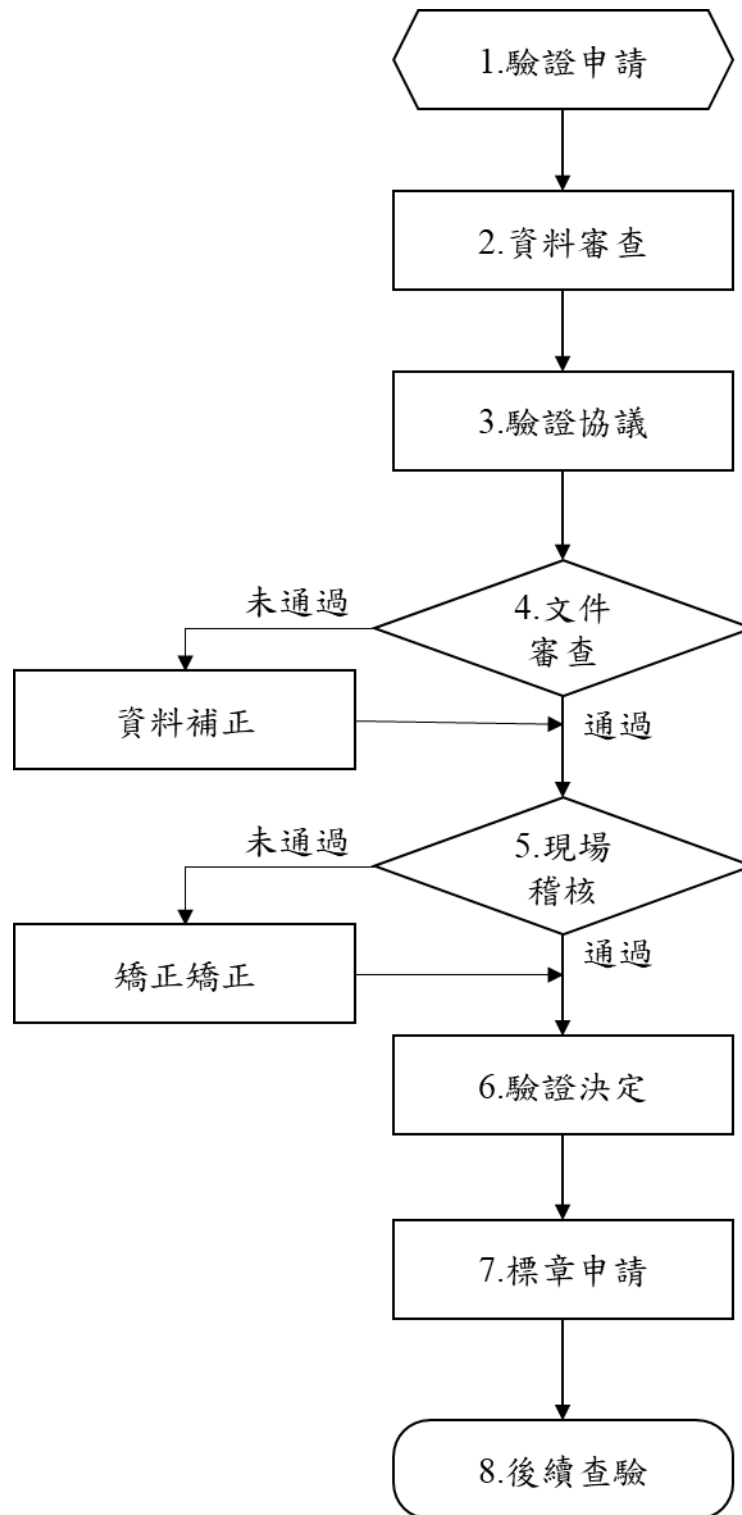 1.驗證申請
2.資料審查
3.驗證協議
未通過
4.文件
審查
資料補正
通過
未通過
5.現場
稽核
通過
矯正矯正
6.驗證決定
7.標章申請
8.後續查驗